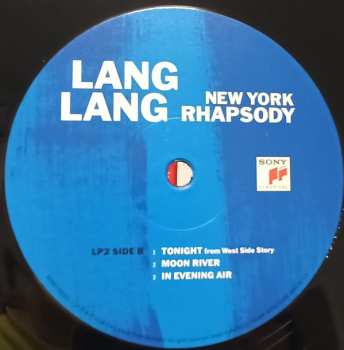 LANG
LANG
NEW YORK
RHAPSODY
SONY
LP2 SIDE B
1 TONIGHT from West Side Story
2 MOON RIVER
3 IN EVENING AIR